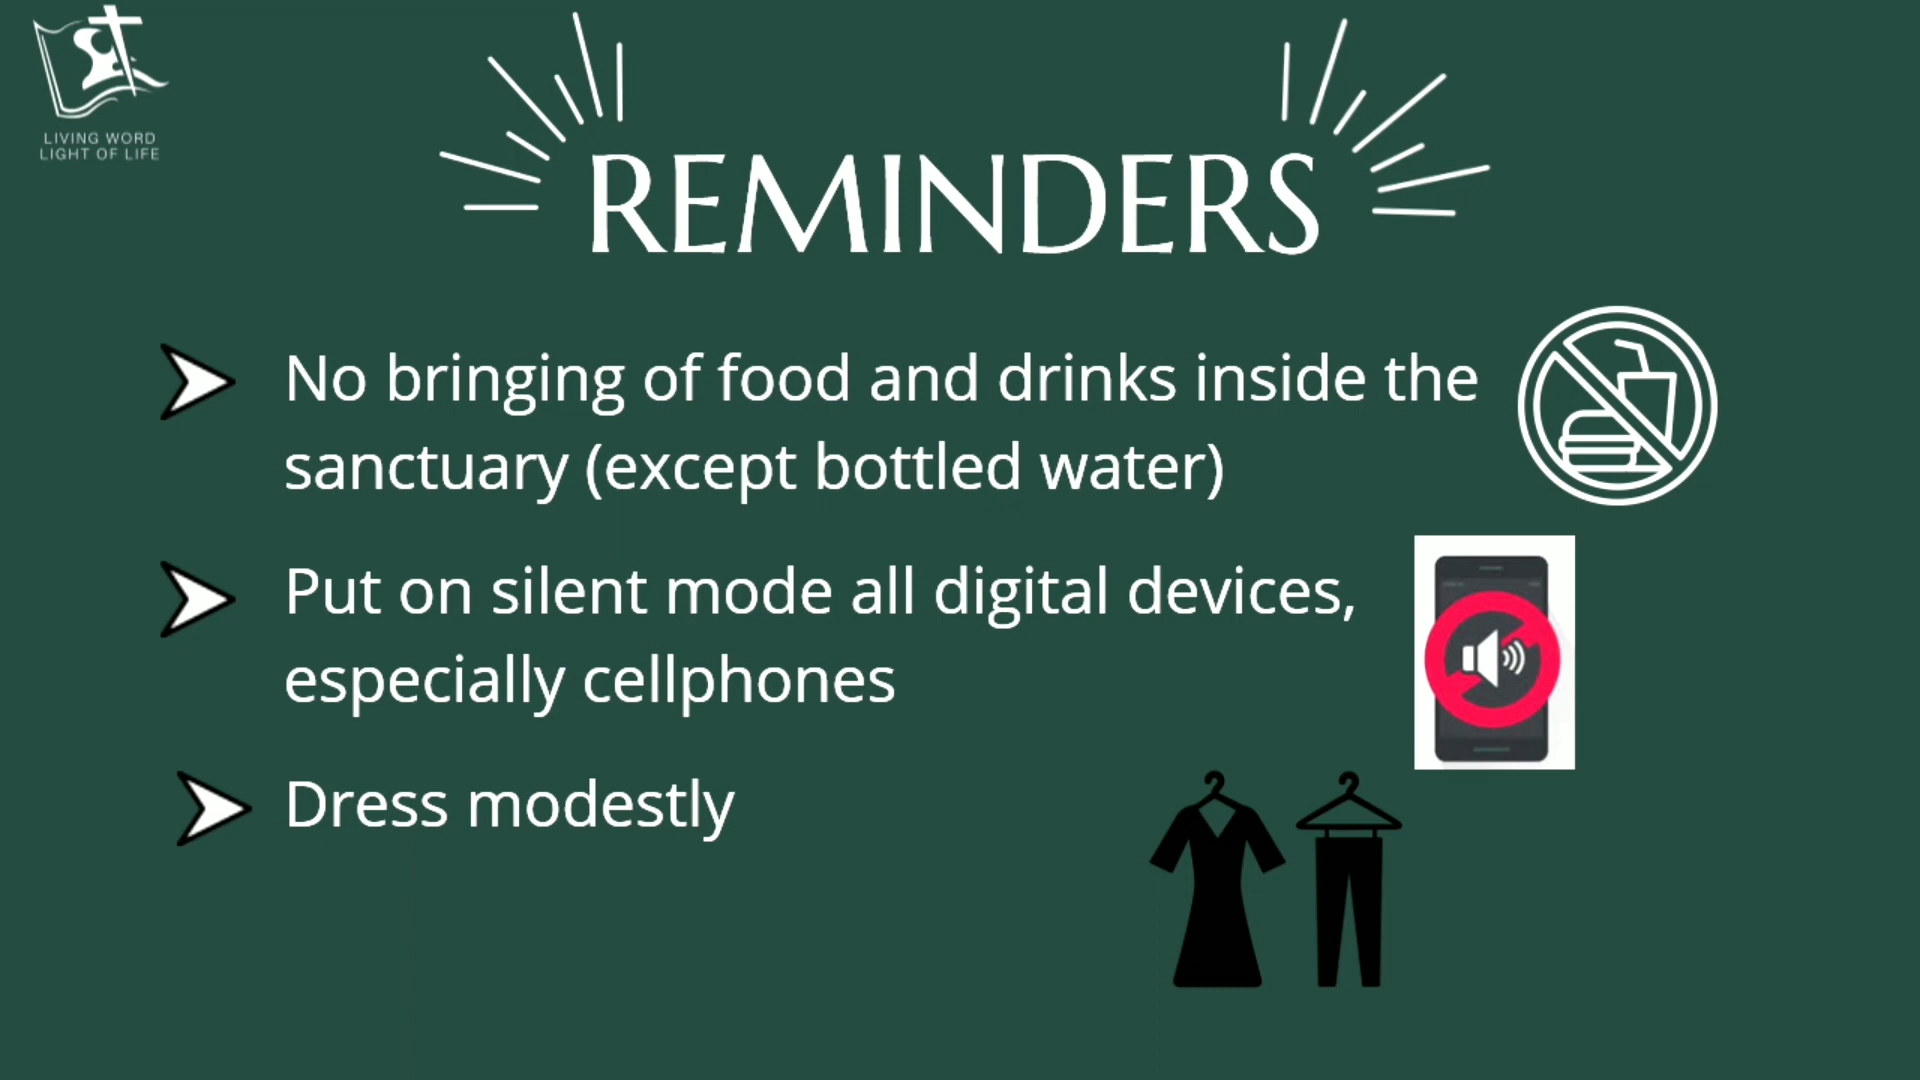 LIVING WORD
LIGHT OF LIFE
REMINDERS
No bringing of food and drinks inside the
sanctuary (except bottled water)
Put on silent mode all digital devices,
especially cellphones
Dress modestly